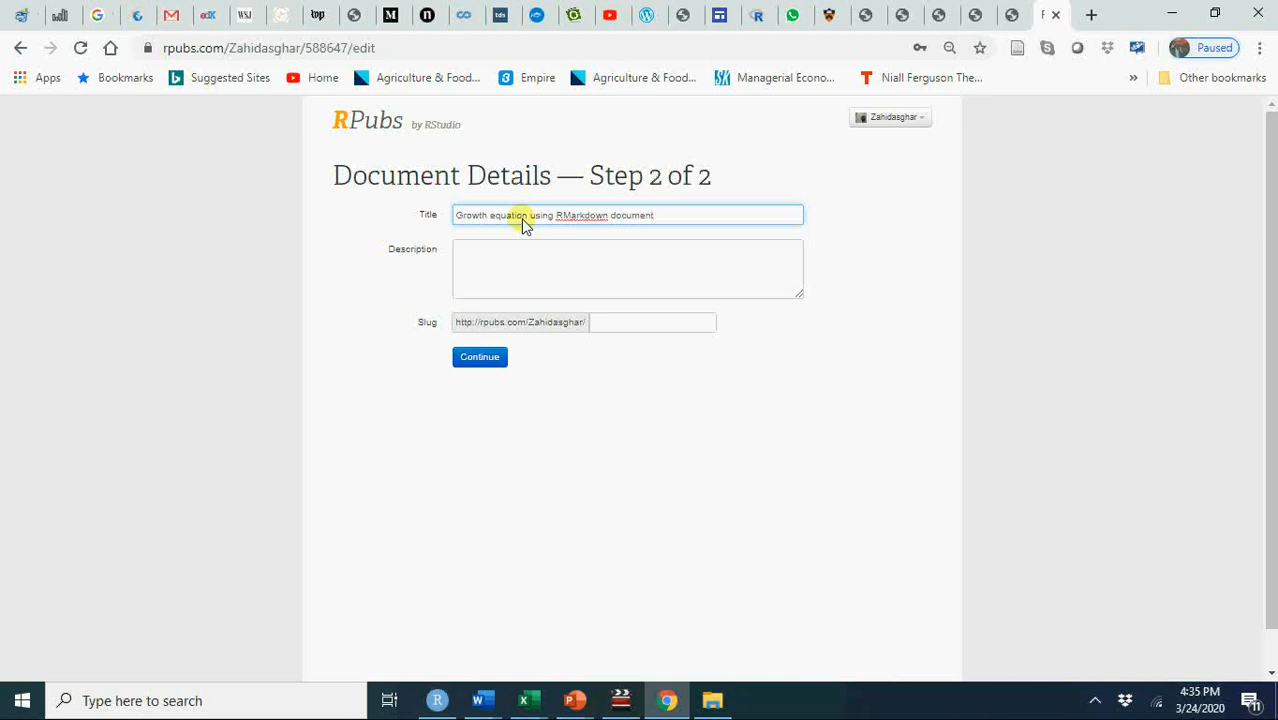 rpubs.com/Zahidasghar/588647/edit
Paused
Apps
Bookmarks
Suggested Sites
Home
Agriculture & Food...
Empire
Agriculture & Food...
Managerial Econo...
Niall Ferguson The...
»
Other bookmarks
RPubs by RStudio
Zahidasghar
Document Details — Step 2 of 2
Title
Growth equation using RMarkdown document
Description
Slug
http://rpubs.com/Zahidasghar/
Continue
Type here to search
4:35 PM
3/24/2020